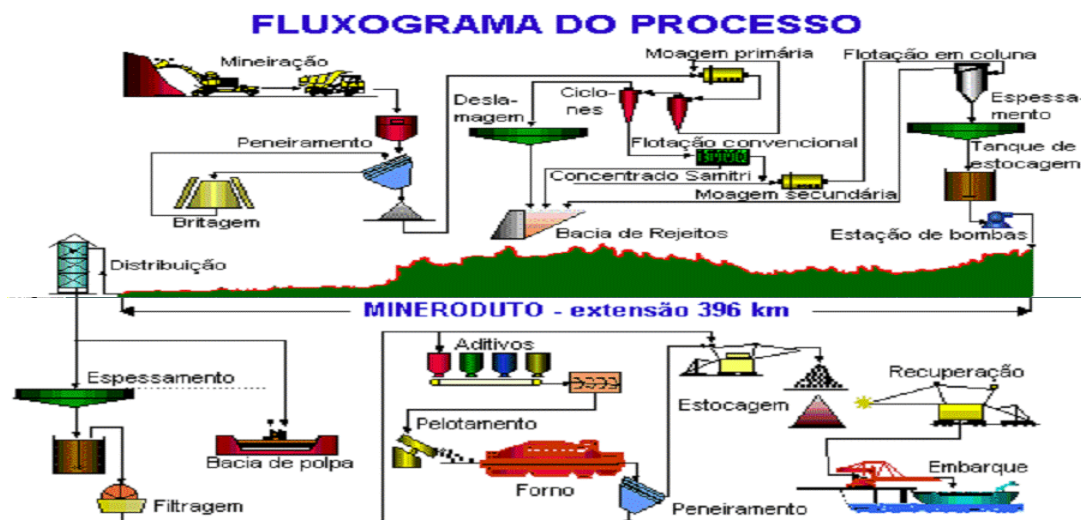 FLUXOGRAMA DO PROCESSO
Mineiração
Moagem primária
Flotação em coluna
Desla-
magem
Ciclo-
nes
Espessa-
mento
Peneiramento
Flotação convencional
Tanque de
estocagem
Concentrado Samitri
Moagem secundária
Britagem
Bacia de Rejeitos
Estação de bombas
Distribuição
MINERODUTO - extensão 396 km
Aditivos
Espessamento
Recuperação
Estocagem
Pelotamento
Bacia de polpa
Embarque
Forno
Filtragem
Peneiramento